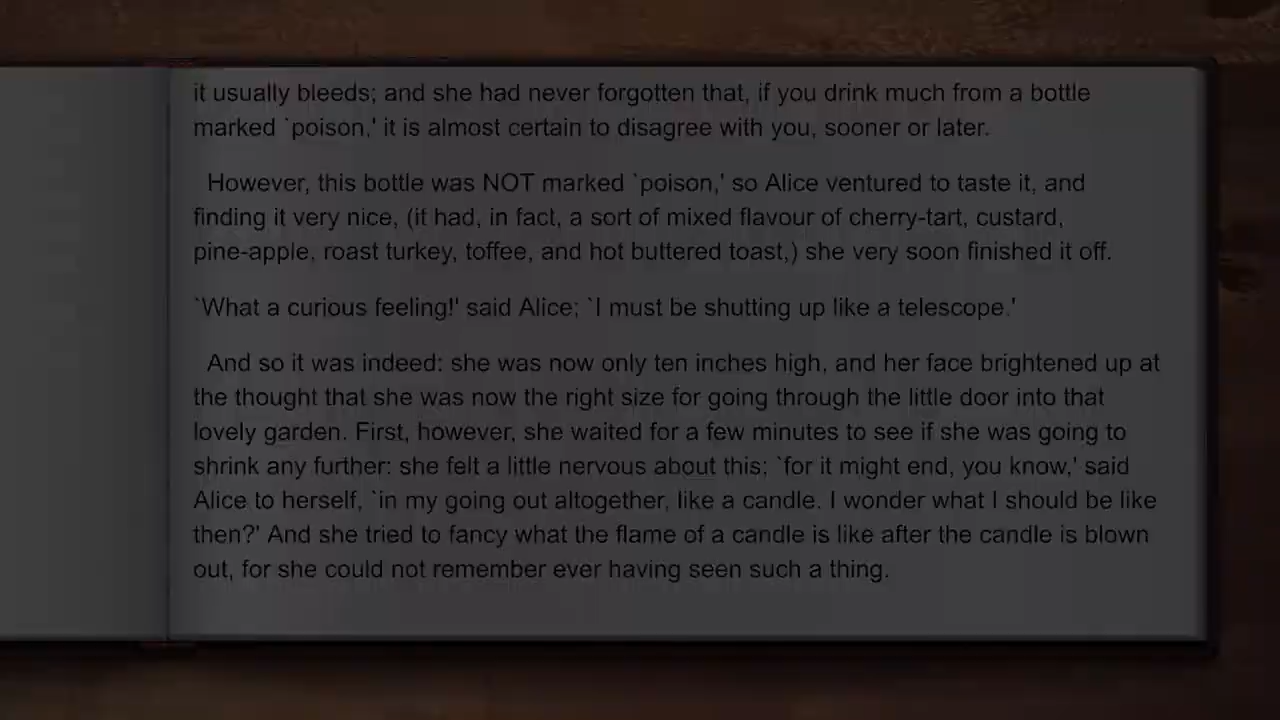 it usually bleeds; and she had never forgotten that, if you drink much from a bottle
marked `poison,' it is almost certain to disagree with you, sooner or later.
However, this bottle was NOT marked `poison,' so Alice ventured to taste it, and
finding it very nice, (it had, in fact, a sort of mixed flavour of cherry-tart, custard,
pine-apple, roast turkey, toffee, and hot buttered toast,) she very soon finished it off.
`What a curious feeling!' said Alice; `I must be shutting up like a telescope.'
And so it was indeed: she was now only ten inches high, and her face brightened up at
the thought that she was now the right size for going through the little door into that
lovely garden. First, however, she waited for a few minutes to see if she was going to
shrink any further: she felt a little nervous about this; `for it might end, you know,' said
Alice to herself, `in my going out altogether, like a candle. I wonder what I should be like
then?' And she tried to fancy what the flame of a candle is like after the candle is blown
out, for she could not remember ever having seen such a thing.